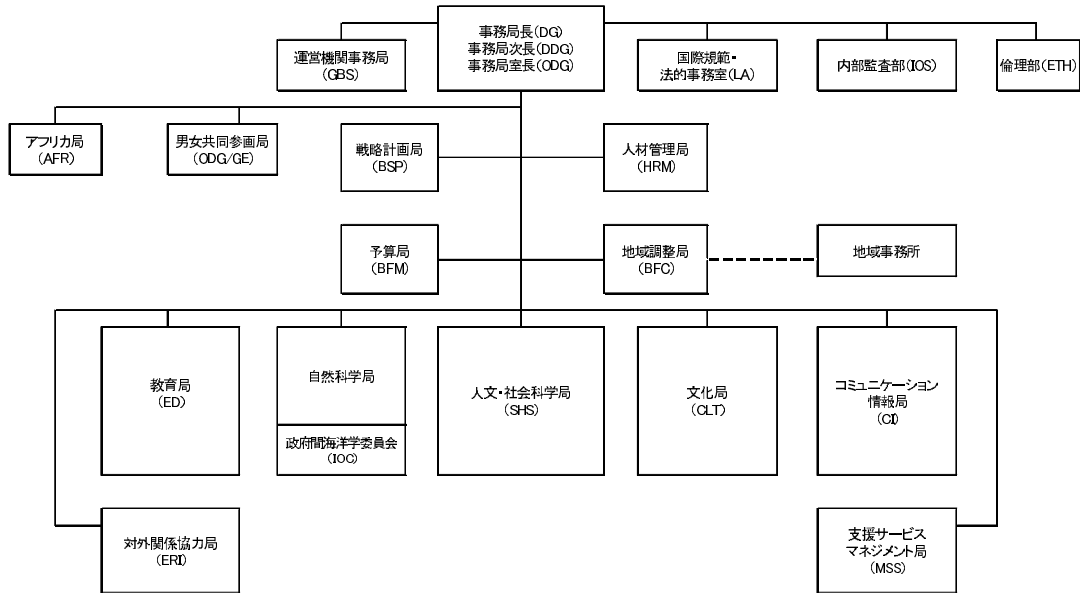 事務局長(DG)
事務局次長(DDG)
事務局室長(ODG)
運営機関事務局
(GBS)
国際規範・
法的事務室(LA)
内部監査部(IOS)
倫理部(ETH)
アフリカ局
(AFR)
男女共同参画局
(ODG/GE)
戦略計画局
(BSP)
人材管理局
(HRM)
予算局
(BFM)
地域調整局
(BFC)
地域事務所
教育局
(ED)
自然科学局
政府間海洋学委員会
(IOC)
人文・社会科学局
(SHS)
文化局
(CLT)
コミュニケーション
情報局
(CI)
対外関係協力局
(ERI)
支援サービス
マネジメント局
(MSS)